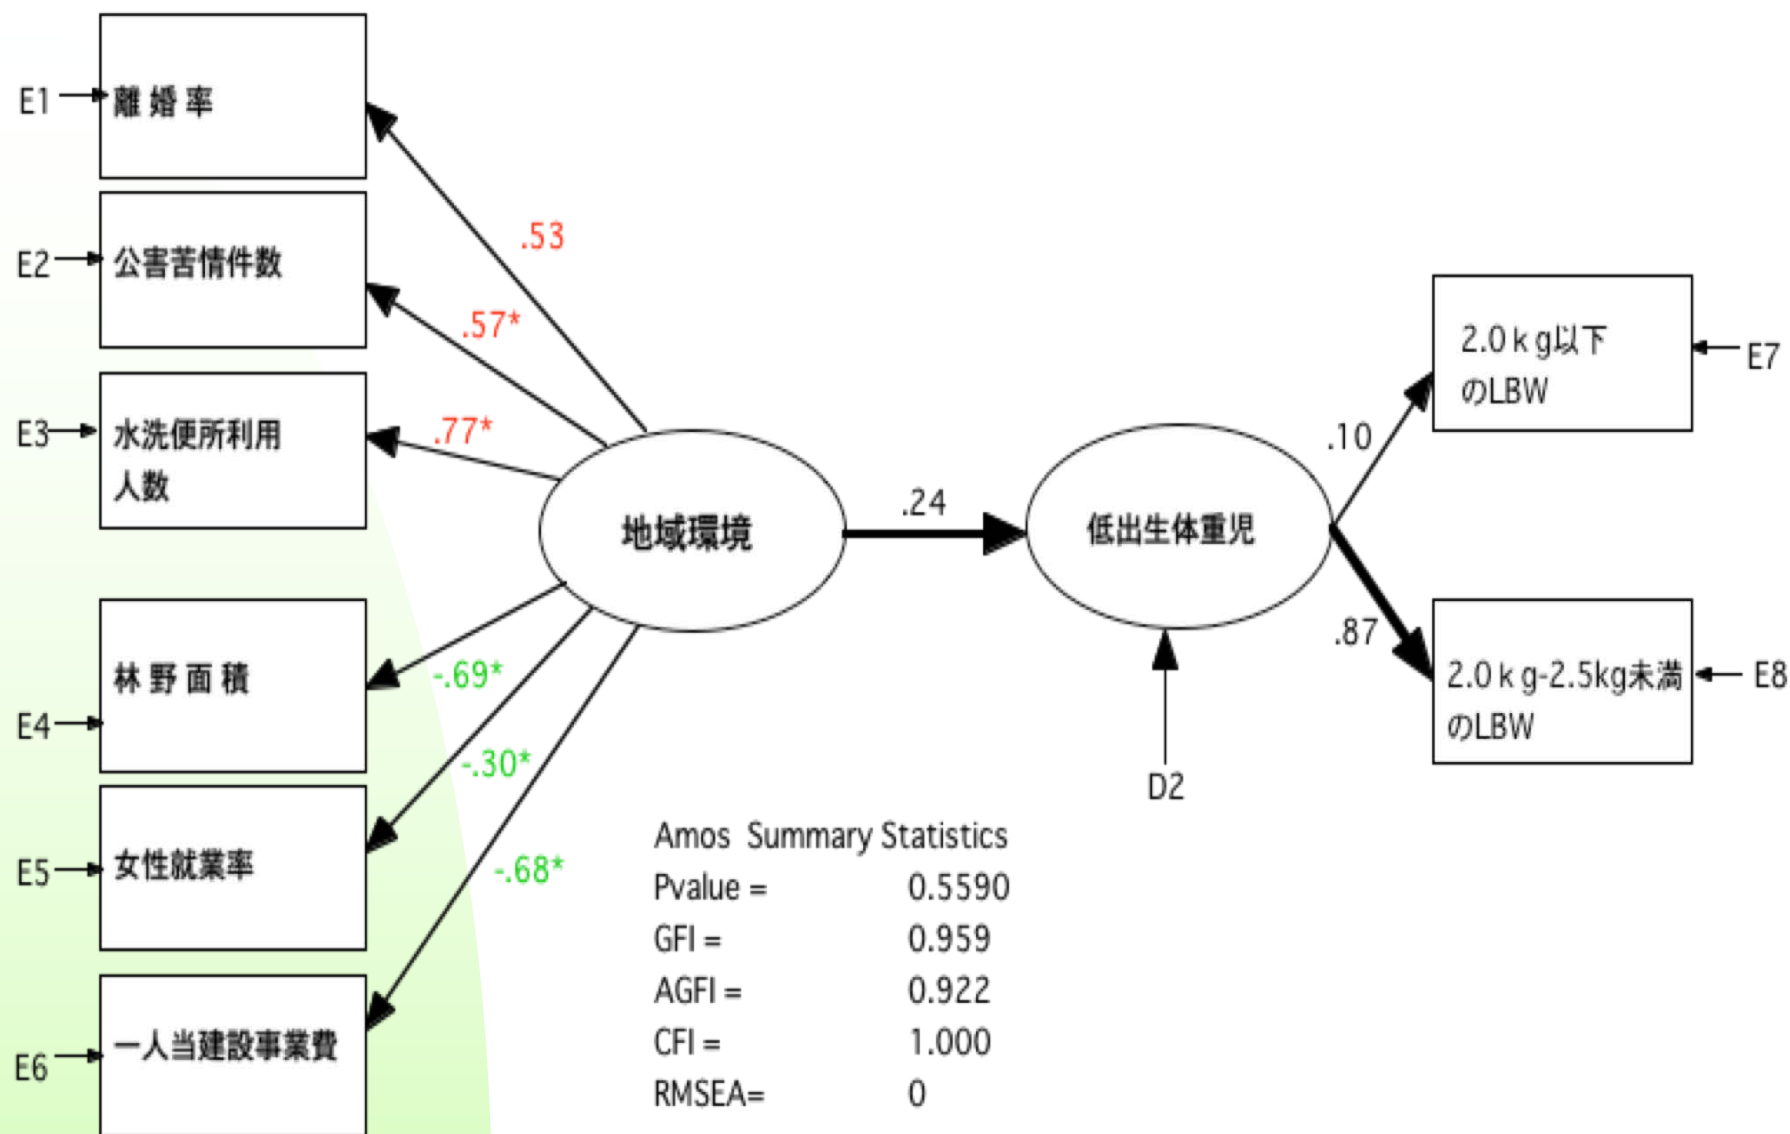 E1
離 婚 率
E2
公害苦情件数
E3
水洗便所利用
人数
E4
林 野 面 積
E5
女性就業率
E6
一人当建設事業費
.53
.57*
.77*
-.69*
-.30*
-.68*
地域環境
.24
低出生体重児
D2
.10
.87
2.0ｋg以下
のLBW
E7
2.0ｋg-2.5kg未満
のLBW
E8
Amos Summary Statistics
Pvalue = 0.5590
GFI = 0.959
AGFI = 0.922
CFI = 1.000
RMSEA= 0